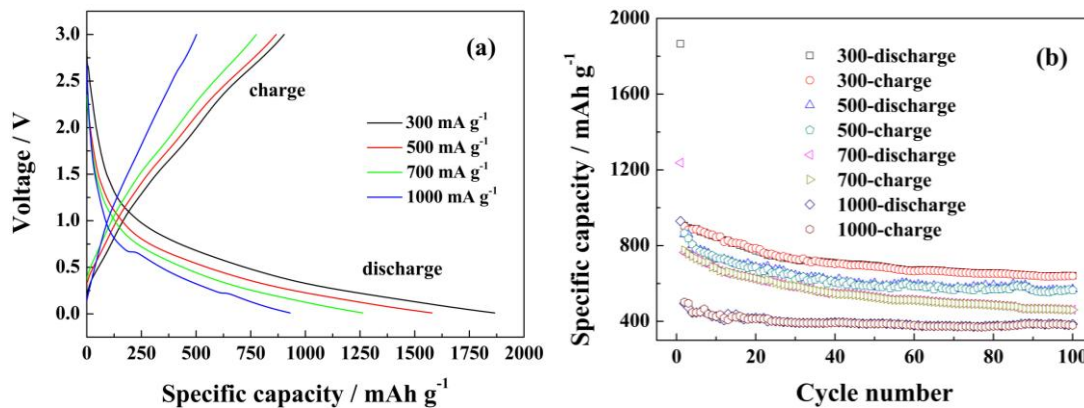 (a)
3.0
2.5
2.0
1.5
1.0
0.5
0.0
Voltage / V
charge
300 mA g⁻¹
500 mA g⁻¹
700 mA g⁻¹
1000 mA g⁻¹
discharge
0 250 500 750 1000 1250 1500 1750 2000
Specific capacity / mAh g⁻¹
(b)
2000
1600
1200
800
400
Specific capacity / mAh g⁻¹
300-discharge
300-charge
500-discharge
500-charge
700-discharge
700-charge
1000-discharge
1000-charge
0 20 40 60 80 100
Cycle number